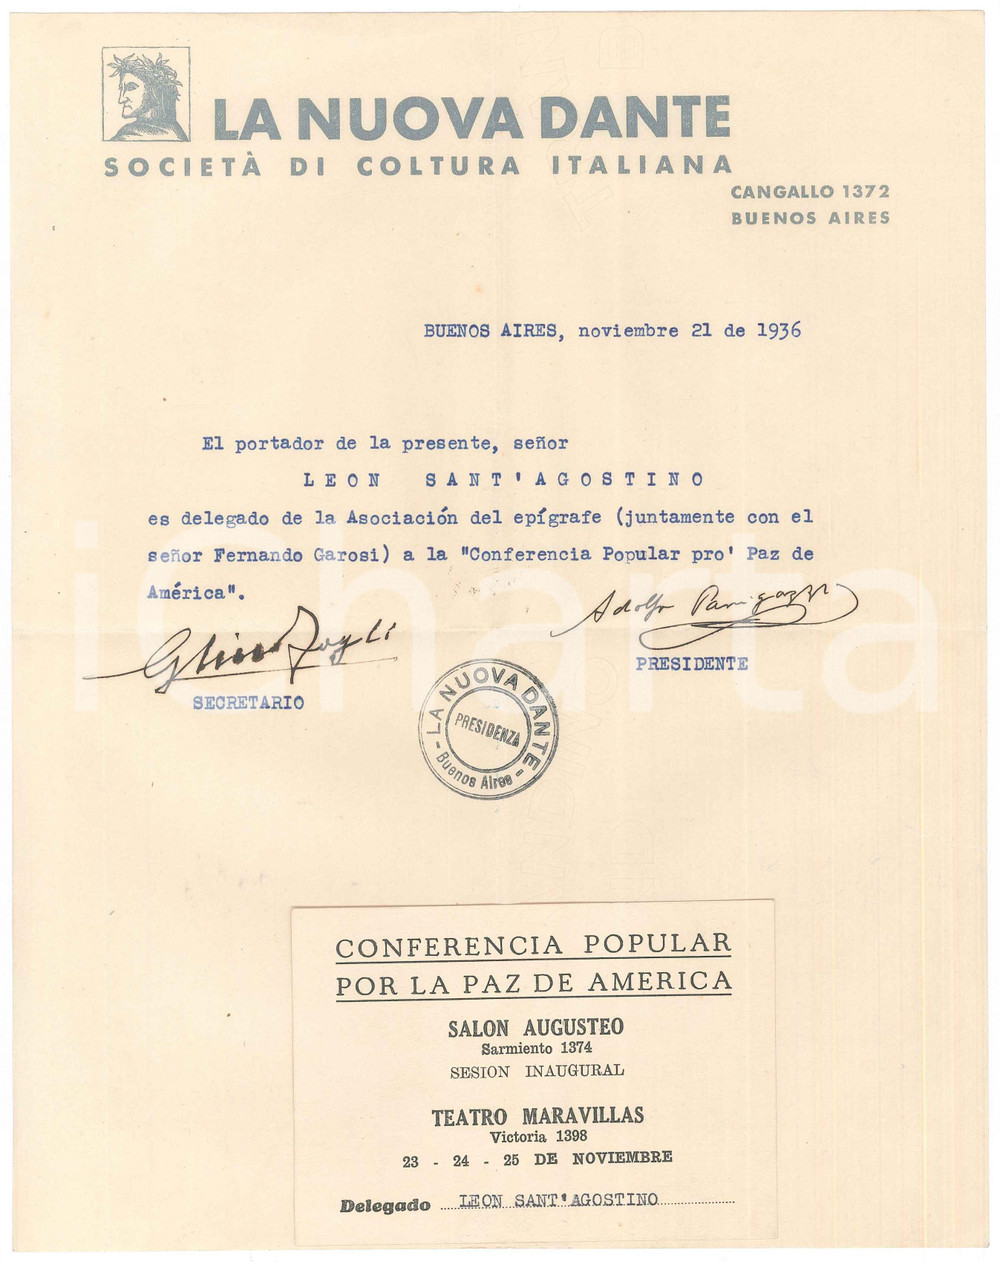 LA NUOVA DANTE
SOCIETÀ DI COLTURA ITALIANA
CANGALLO 1372
BUENOS AIRES
BUENOS AIRES, noviembre 21 de 1936
El portador de la presente, señor
LEON SANT'AGOSTINO
es delegado de la Asociación del epígrafe (juntamente con el
señor Fernando Garosi) a la "Conferencia Popular pro' Paz de
América".
Adolfo Parigazzi
PRESIDENTE
SECRETARIO
LA NUOVA DANTE
PRESIDENZA
- Buenos Aires -
iCharta
CONFERENCIA POPULAR
POR LA PAZ DE AMERICA
SALON AUGUSTEO
Sarmiento 1374
SESION INAUGURAL
TEATRO MARAVILLAS
Victoria 1398
23 - 24 - 25 DE NOVIEMBRE
Delegado LEON SANT'AGOSTINO